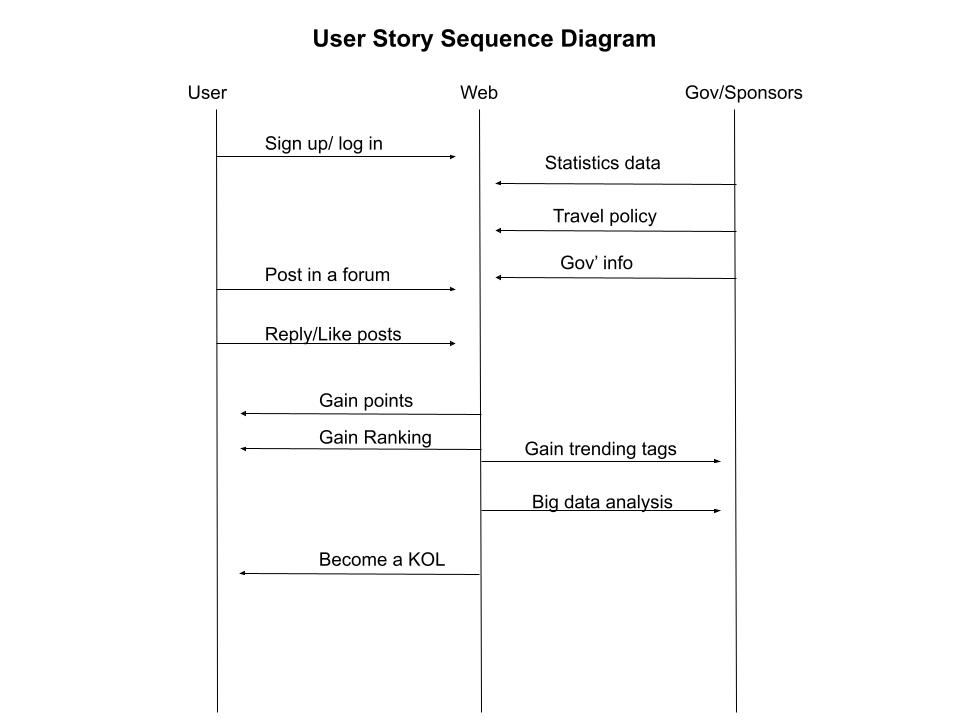 User Story Sequence Diagram
User
Web
Gov/Sponsors
Sign up/ log in
Statistics data
Travel policy
Gov’ info
Post in a forum
Reply/Like posts
Gain points
Gain Ranking
Gain trending tags
Big data analysis
Become a KOL